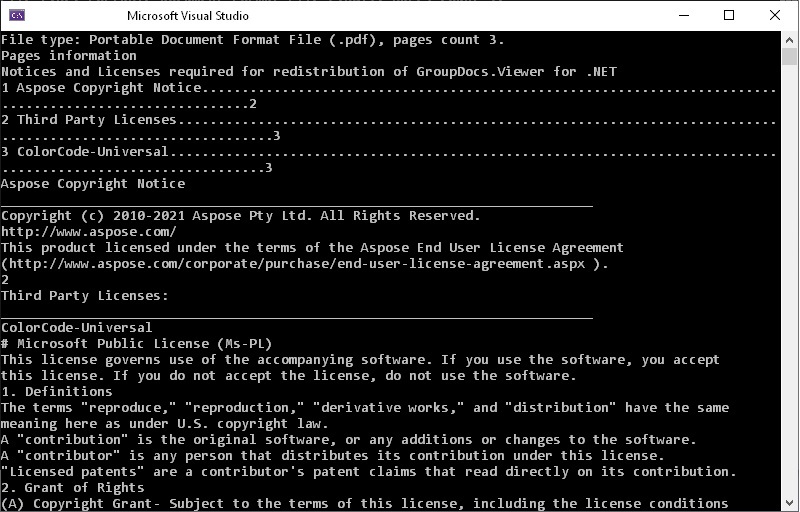 Microsoft Visual Studio
File type: Portable Document Format File (.pdf), pages count 3.
Pages information
Notices and Licenses required for redistribution of GroupDocs.Viewer for .NET
1 Aspose Copyright Notice.......................................................................
...............................2
2 Third Party Licenses..........................................................................
..................................3
3 ColorCode-Universal...........................................................................
.................................3
Aspose Copyright Notice
__________________________________________________________________________
Copyright (c) 2010-2021 Aspose Pty Ltd. All Rights Reserved.
http://www.aspose.com/
This product licensed under the terms of the Aspose End User License Agreement
(http://www.aspose.com/corporate/purchase/end-user-license-agreement.aspx ).
2
Third Party Licenses:
__________________________________________________________________________
ColorCode-Universal
# Microsoft Public License (Ms-PL)
This license governs use of the accompanying software. If you use the software, you accept
this license. If you do not accept the license, do not use the software.
1. Definitions
The terms "reproduce," "reproduction," "derivative works," and "distribution" have the same
meaning here as under U.S. copyright law.
A "contribution" is the original software, or any additions or changes to the software.
A "contributor" is any person that distributes its contribution under this license.
"Licensed patents" are a contributor's patent claims that read directly on its contribution.
2. Grant of Rights
(A) Copyright Grant- Subject to the terms of this license, including the license conditions